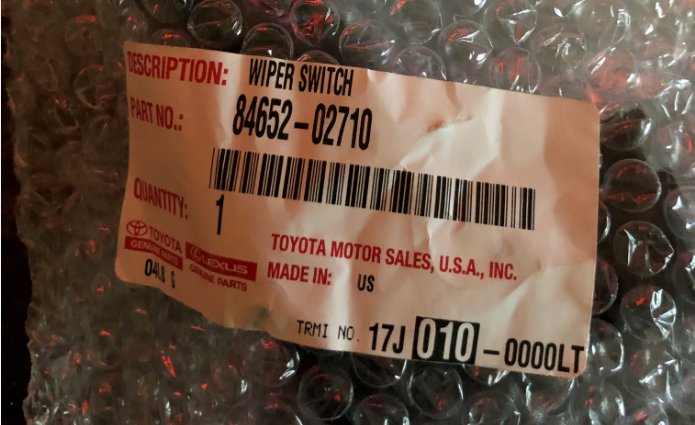 DESCRIPTION: WIPER SWITCH
PART NO.: 84652-02710
QUANTITY: 1
TOYOTA GENUINE PARTS
LEXUS GENUINE PARTS
04L8 G
TOYOTA MOTOR SALES, U.S.A., INC.
MADE IN: US
TRMI NO. 17J 010-0000LT